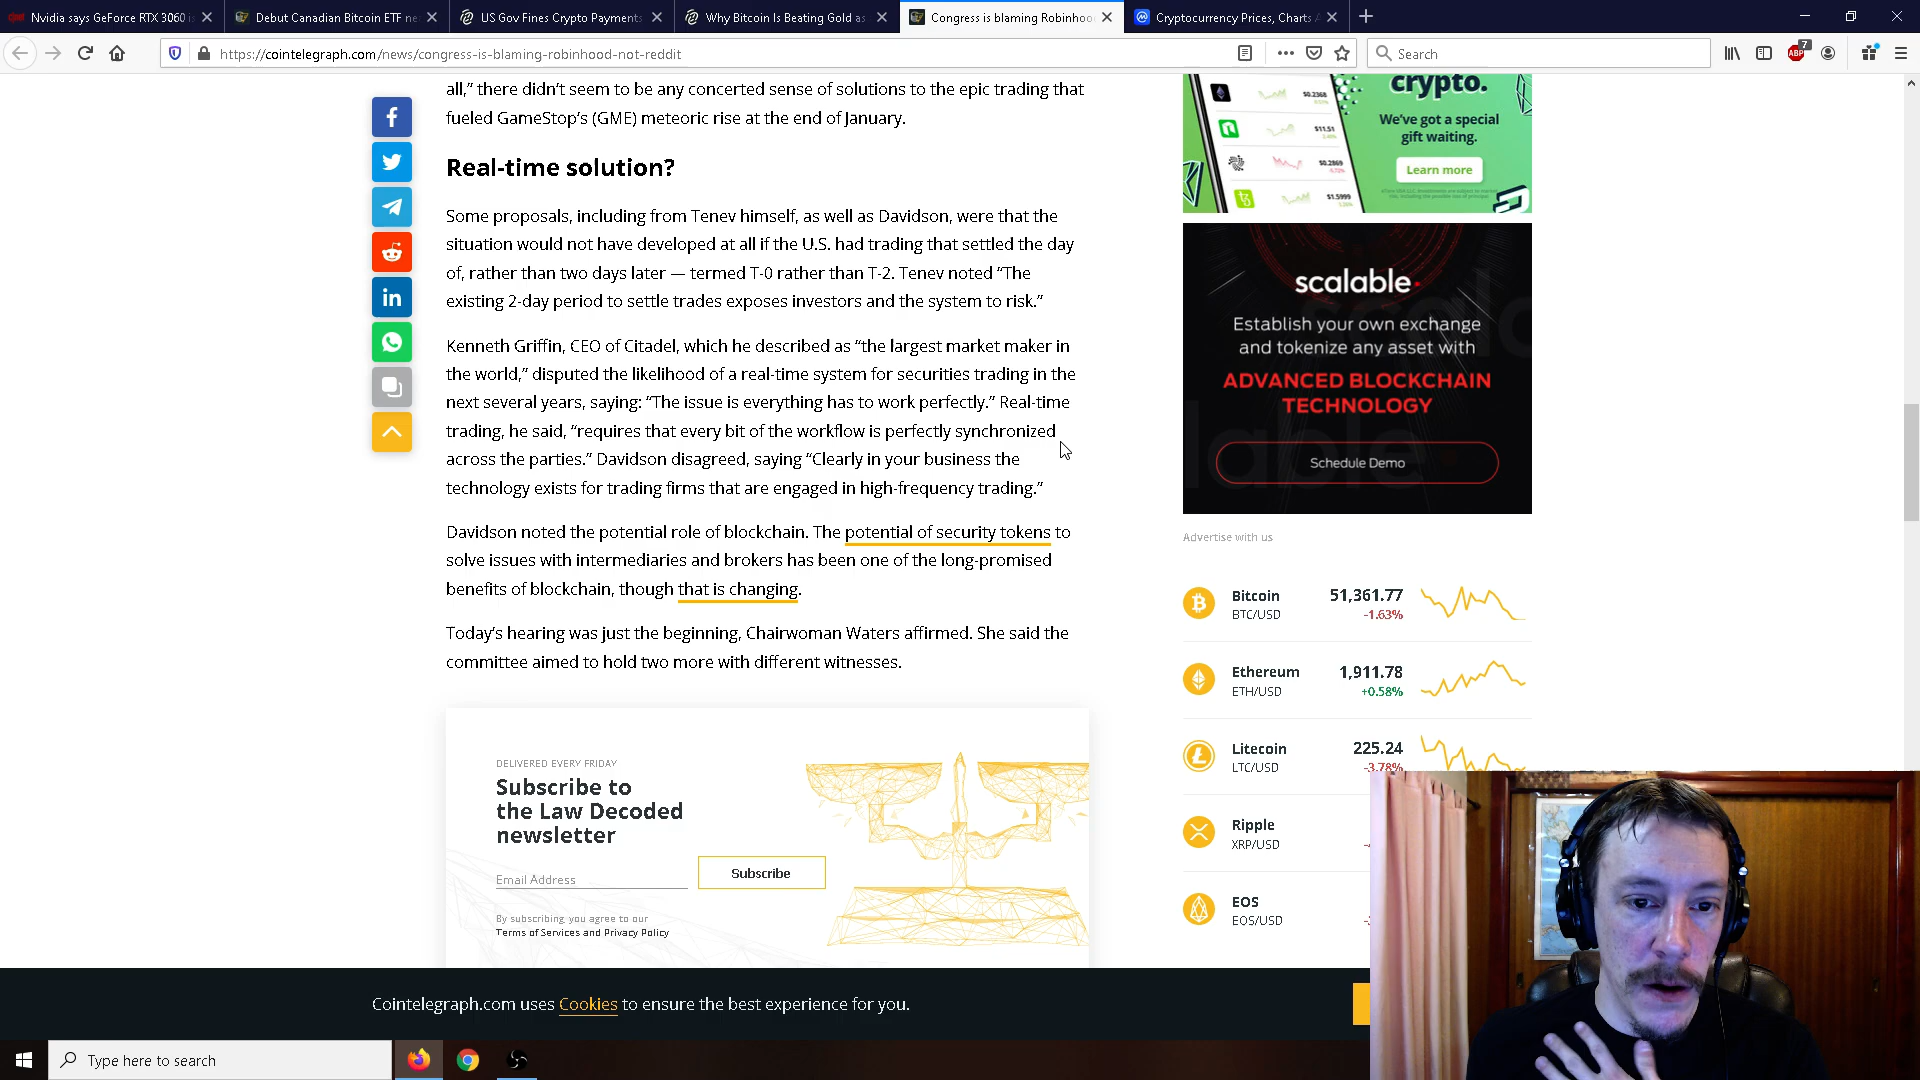 Nvidia says GeForce RTX 3060 is
Debut Canadian Bitcoin ETF ne
US Gov Fines Crypto Payments
Why Bitcoin Is Beating Gold as
Congress is blaming Robinhoo
Cryptocurrency Prices, Charts
https://cointelegraph.com/news/congress-is-blaming-robinhood-not-reddit
Search
ABP
7
all,” there didn’t seem to be any concerted sense of solutions to the epic trading that
fueled GameStop’s (GME) meteoric rise at the end of January.
Real-time solution?
Some proposals, including from Tenev himself, as well as Davidson, were that the
situation would not have developed at all if the U.S. had trading that settled the day
of, rather than two days later — termed T-0 rather than T-2. Tenev noted “The
existing 2-day period to settle trades exposes investors and the system to risk.”
Kenneth Griffin, CEO of Citadel, which he described as “the largest market maker in
the world,” disputed the likelihood of a real-time system for securities trading in the
next several years, saying: “The issue is everything has to work perfectly.” Real-time
trading, he said, “requires that every bit of the workflow is perfectly synchronized
across the parties.” Davidson disagreed, saying “Clearly in your business the
technology exists for trading firms that are engaged in high-frequency trading.”
Davidson noted the potential role of blockchain. The potential of security tokens to
solve issues with intermediaries and brokers has been one of the long-promised
benefits of blockchain, though that is changing.
Today’s hearing was just the beginning, Chairwoman Waters affirmed. She said the
committee aimed to hold two more with different witnesses.
DELIVERED EVERY FRIDAY
Subscribe to
the Law Decoded
newsletter
Email Address
Subscribe
By subscribing, you agree to our
Terms of Services and Privacy Policy
crypto.
We’ve got a special
gift waiting.
Learn more
$0.2368
$11.51
$0.2869
$1.5999
scalable
Establish your own exchange
and tokenize any asset with
ADVANCED BLOCKCHAIN
TECHNOLOGY
Schedule Demo
Advertise with us
Bitcoin 51,361.77
BTC/USD -1.63%
Ethereum 1,911.78
ETH/USD +0.58%
Litecoin 225.24
LTC/USD -3.78%
Ripple
XRP/USD
EOS
EOS/USD
Cointelegraph.com uses Cookies to ensure the best experience for you.
Type here to search